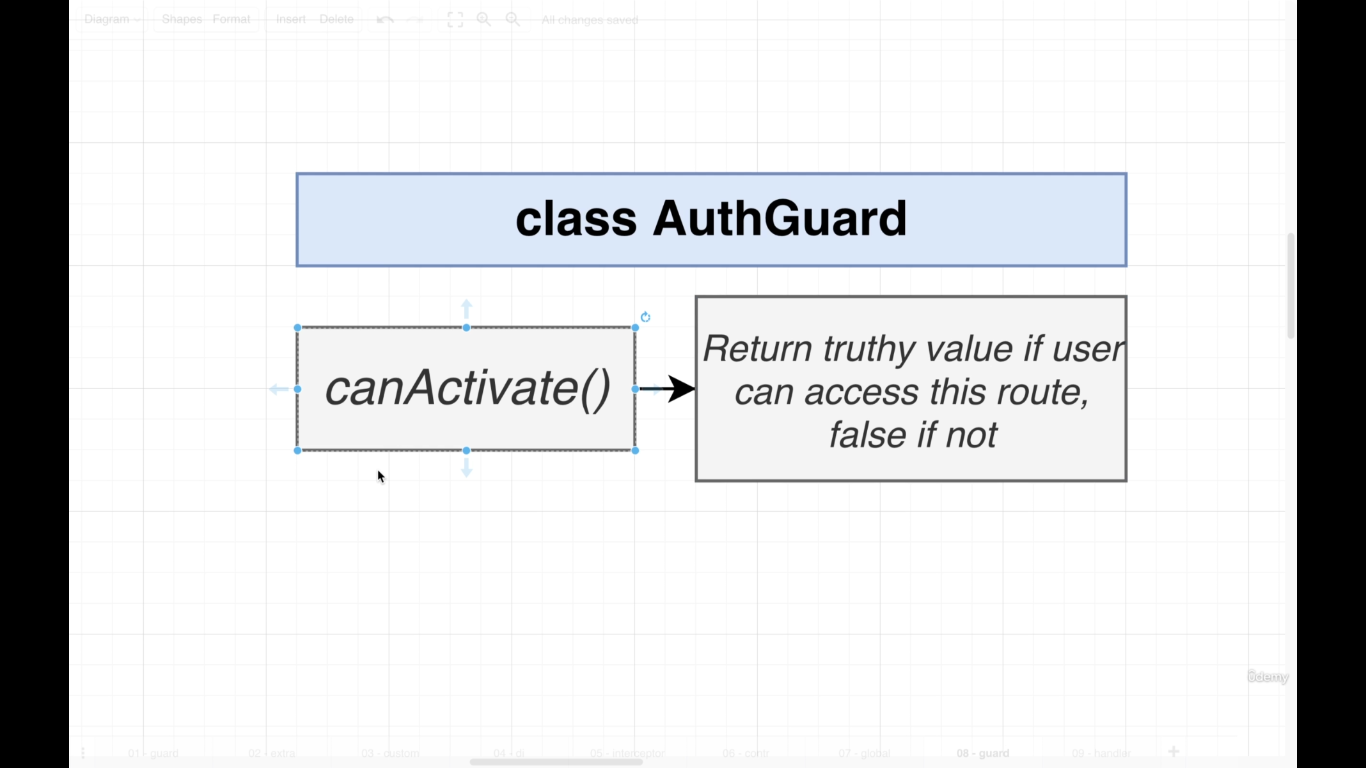 Diagram Shapes Format Insert Delete All changes saved
class AuthGuard
canActivate()
Return truthy value if user
can access this route,
false if not
ûdemy
01 - guard 02 - extra 03 - custom 04 - di 05 - interceptor 06 - contr 07 - global 08 - guard 09 - handler